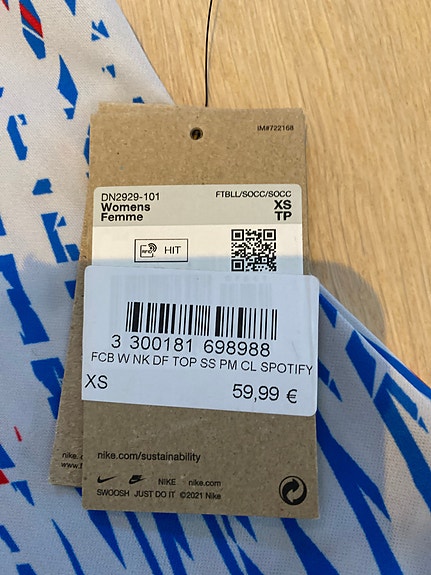 IM#722168
DN2929-101
FTBLL/SOCC/SOCC
Womens
XS
Femme
TP
HIT
3 300181 698988
FCB W NK DF TOP SS PM CL SPOTIFY
XS
59,99 €
nike.com/sustainability
NIKE
nike.com
SWOOSH JUST DO IT ©2021 Nike